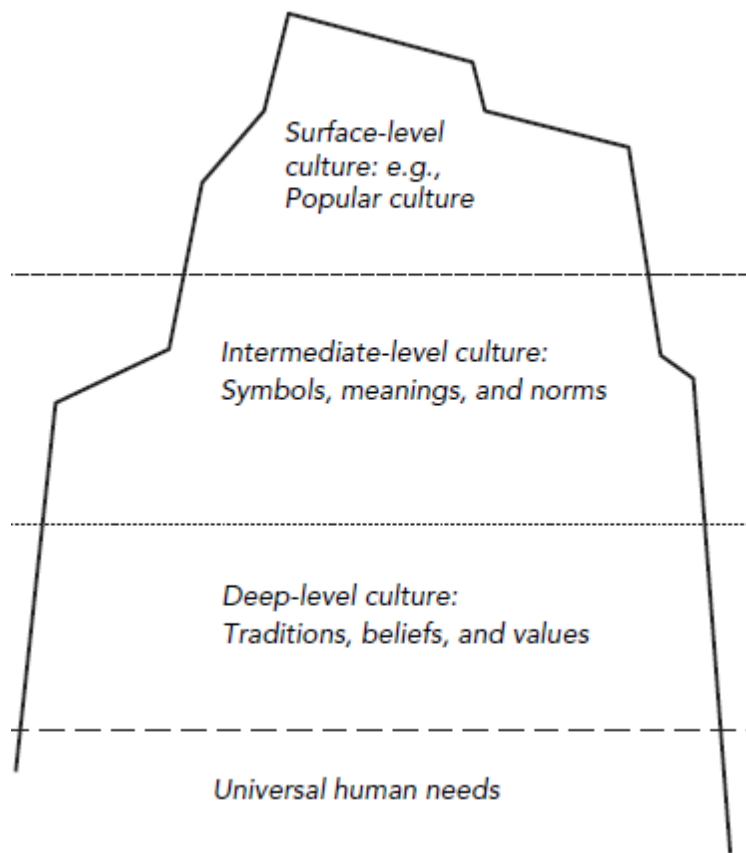 Surface-level
culture: e.g.,
Popular culture
Intermediate-level culture:
Symbols, meanings, and norms
Deep-level culture:
Traditions, beliefs, and values
Universal human needs